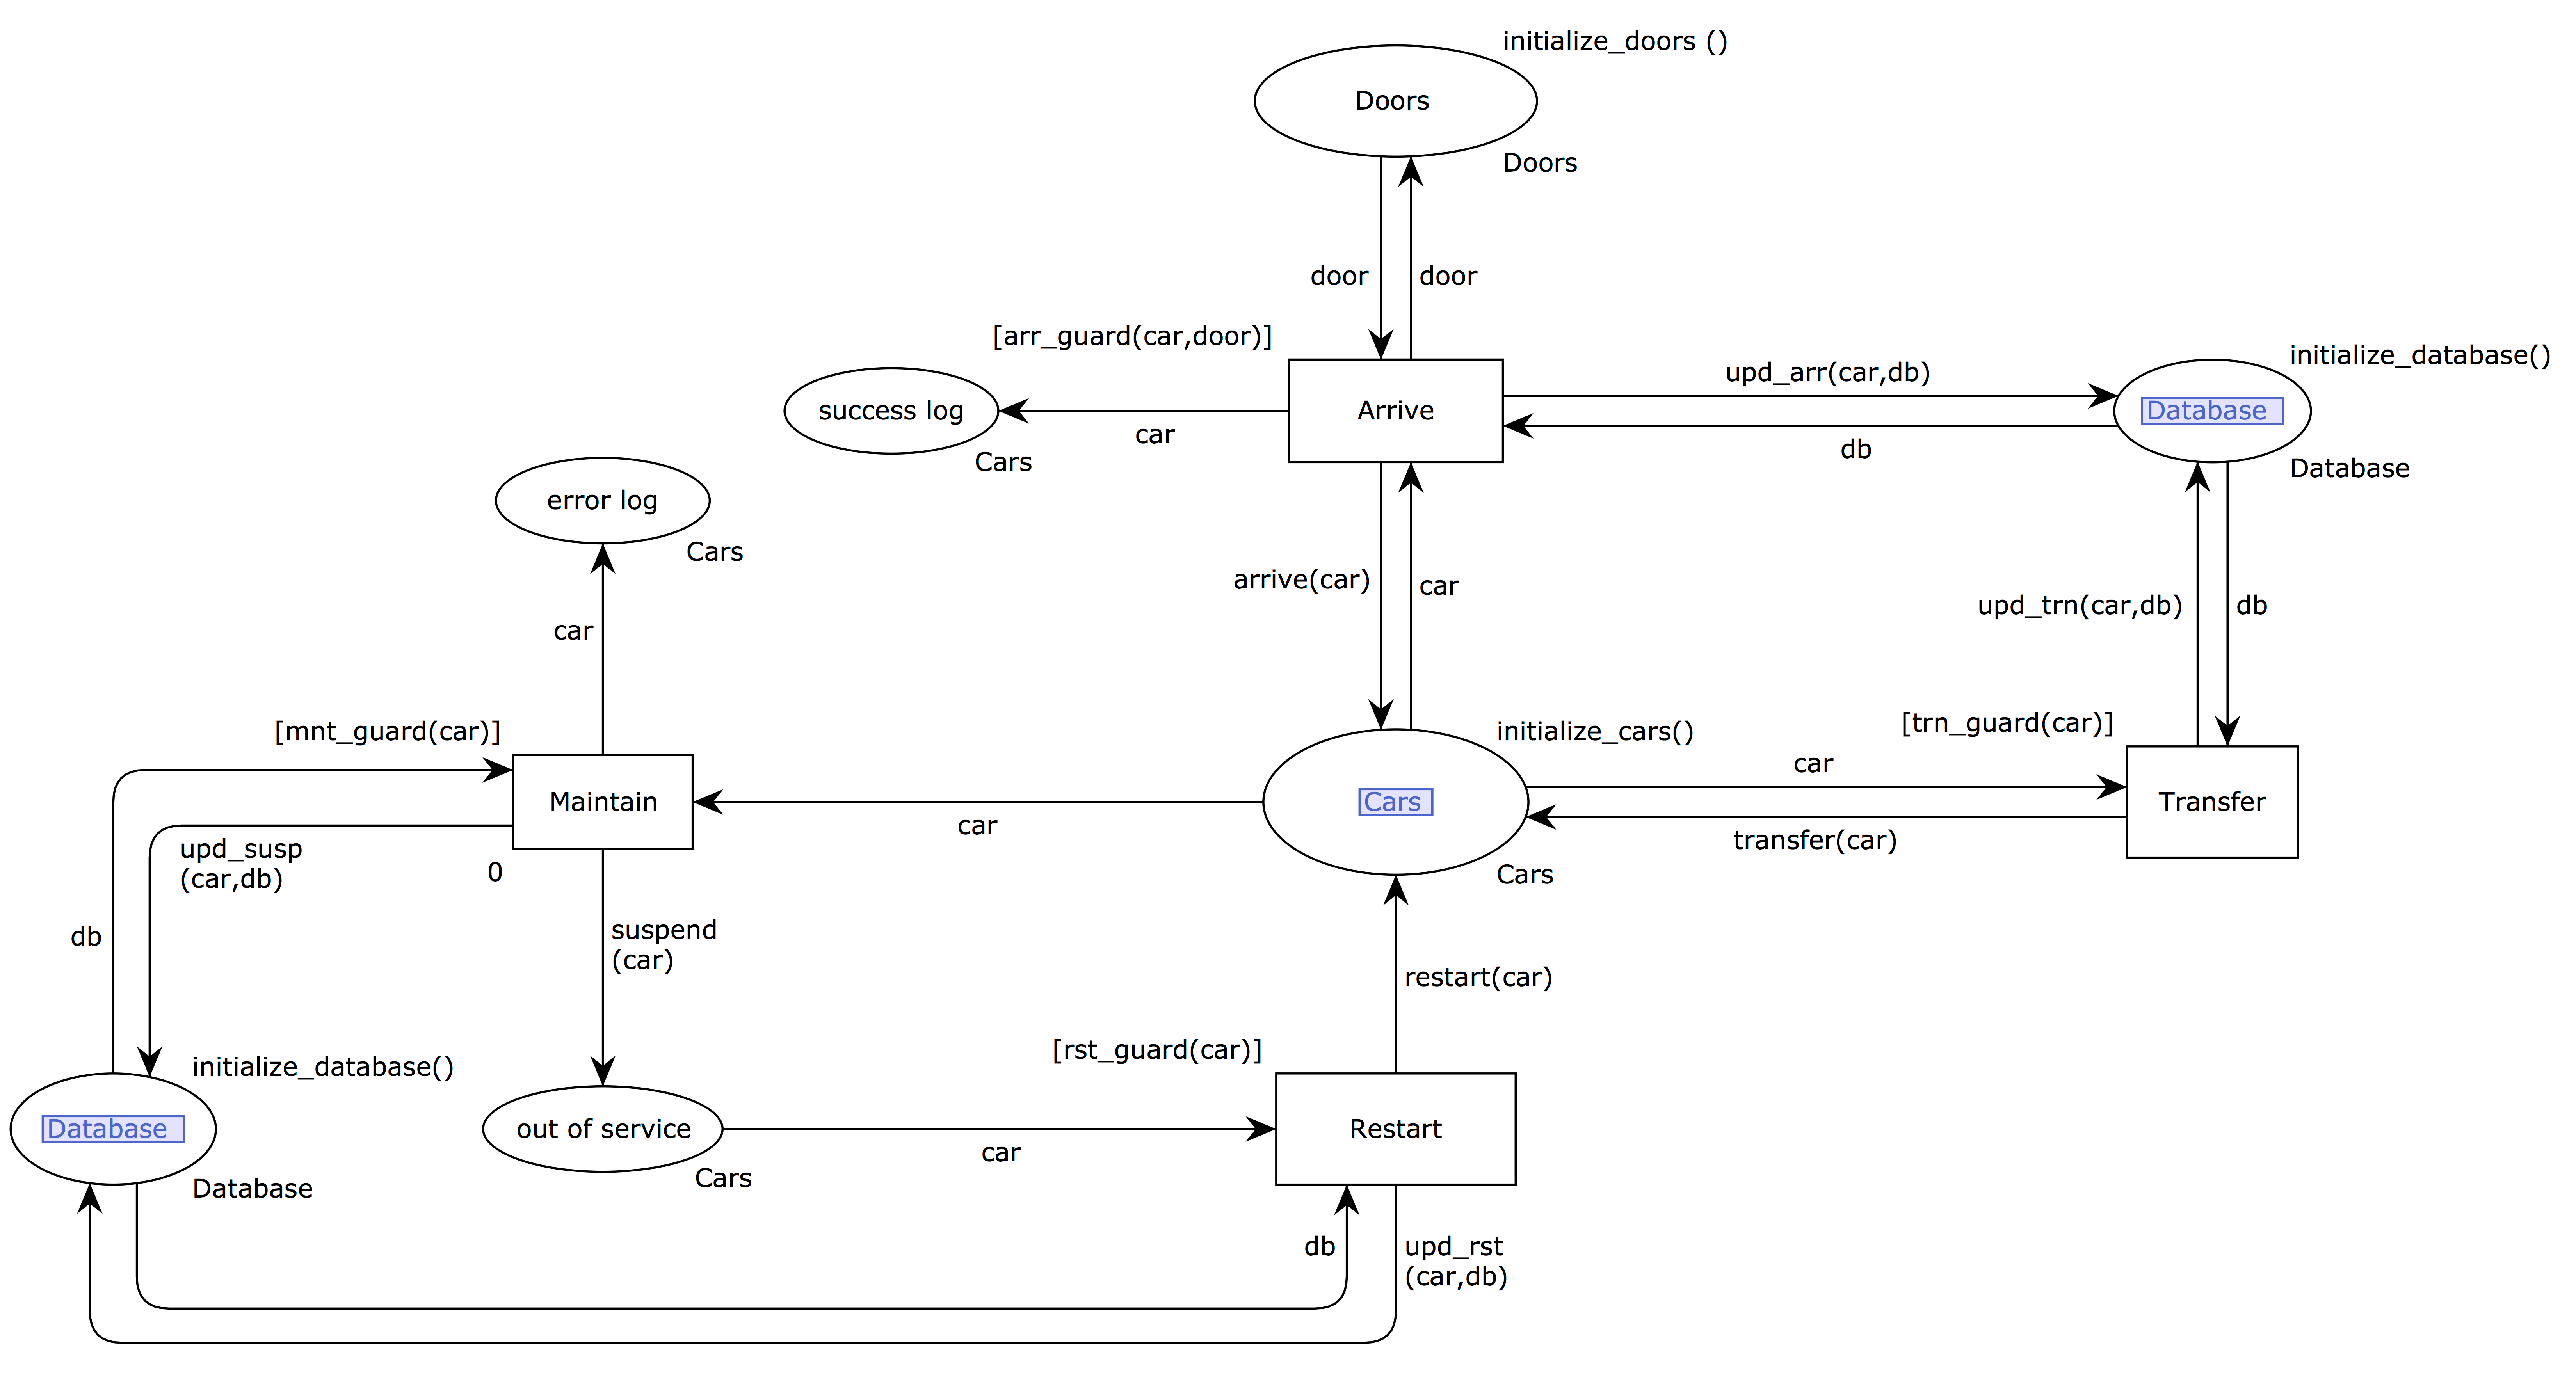 initialize_doors ()
Doors
Doors
door
door
[arr_guard(car,door)]
initialize_database()
upd_arr(car,db)
success log
Arrive
Database
car
db
Cars
Database
error log
Cars
arrive(car)
car
upd_trn(car,db)
db
car
[mnt_guard(car)]
initialize_cars()
[trn_guard(car)]
car
Maintain
Cars
Transfer
car
transfer(car)
upd_susp
(car,db)
0
Cars
db
suspend
(car)
restart(car)
[rst_guard(car)]
initialize_database()
Database
out of service
Restart
car
Cars
Database
db
upd_rst
(car,db)